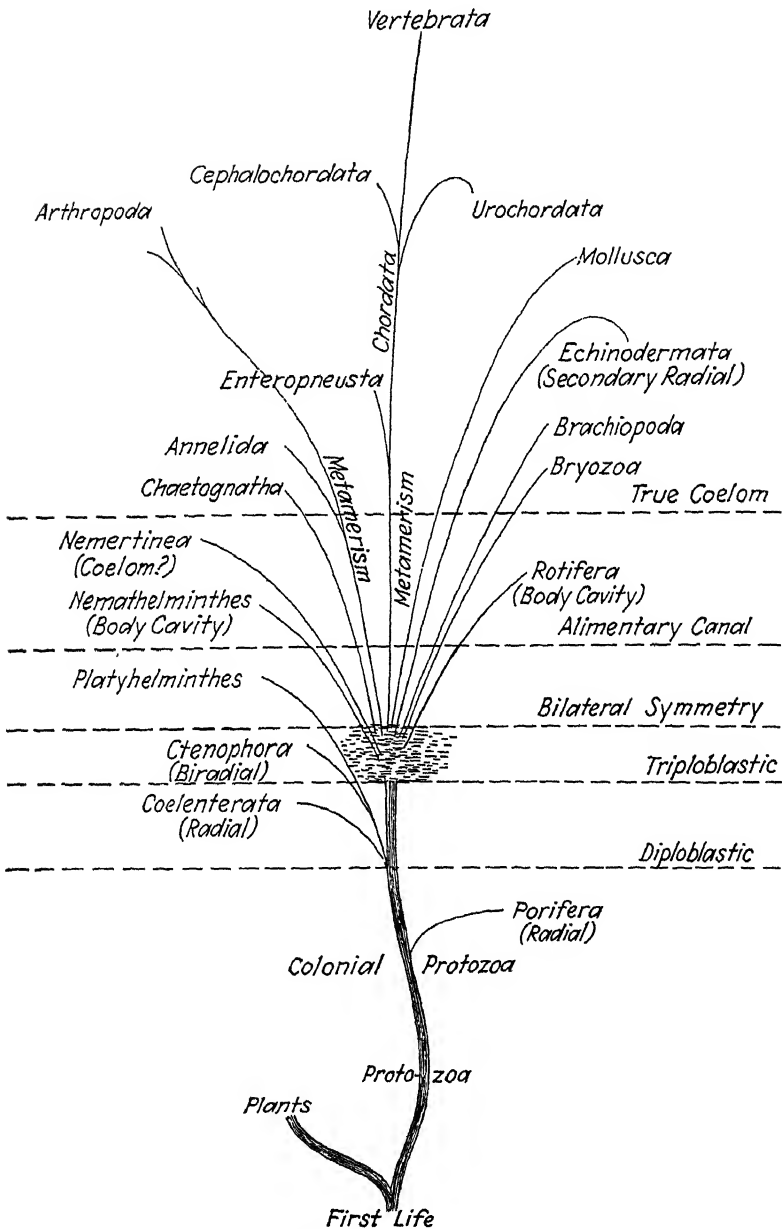 Vertebrata
Cephalochordata
Urochordata
Arthropoda
Mollusca
Chordata
Echinodermata
(Secondary Radial)
Enteropneusta
Brachiopoda
Annelida
Bryozoa
Chaetognatha
Metamerism
Metamerism
True Coelom
Nemertinea
(Coelom?)
Rotifera
(Body Cavity)
Nemathelminthes
(Body Cavity)
Alimentary Canal
Platyhelminthes
Bilateral Symmetry
Ctenophora
(Biradial)
Triploblastic
Coelenterata
(Radial)
Diploblastic
Porifera
(Radial)
Colonial Protozoa
Proto-zoa
Plants
First Life